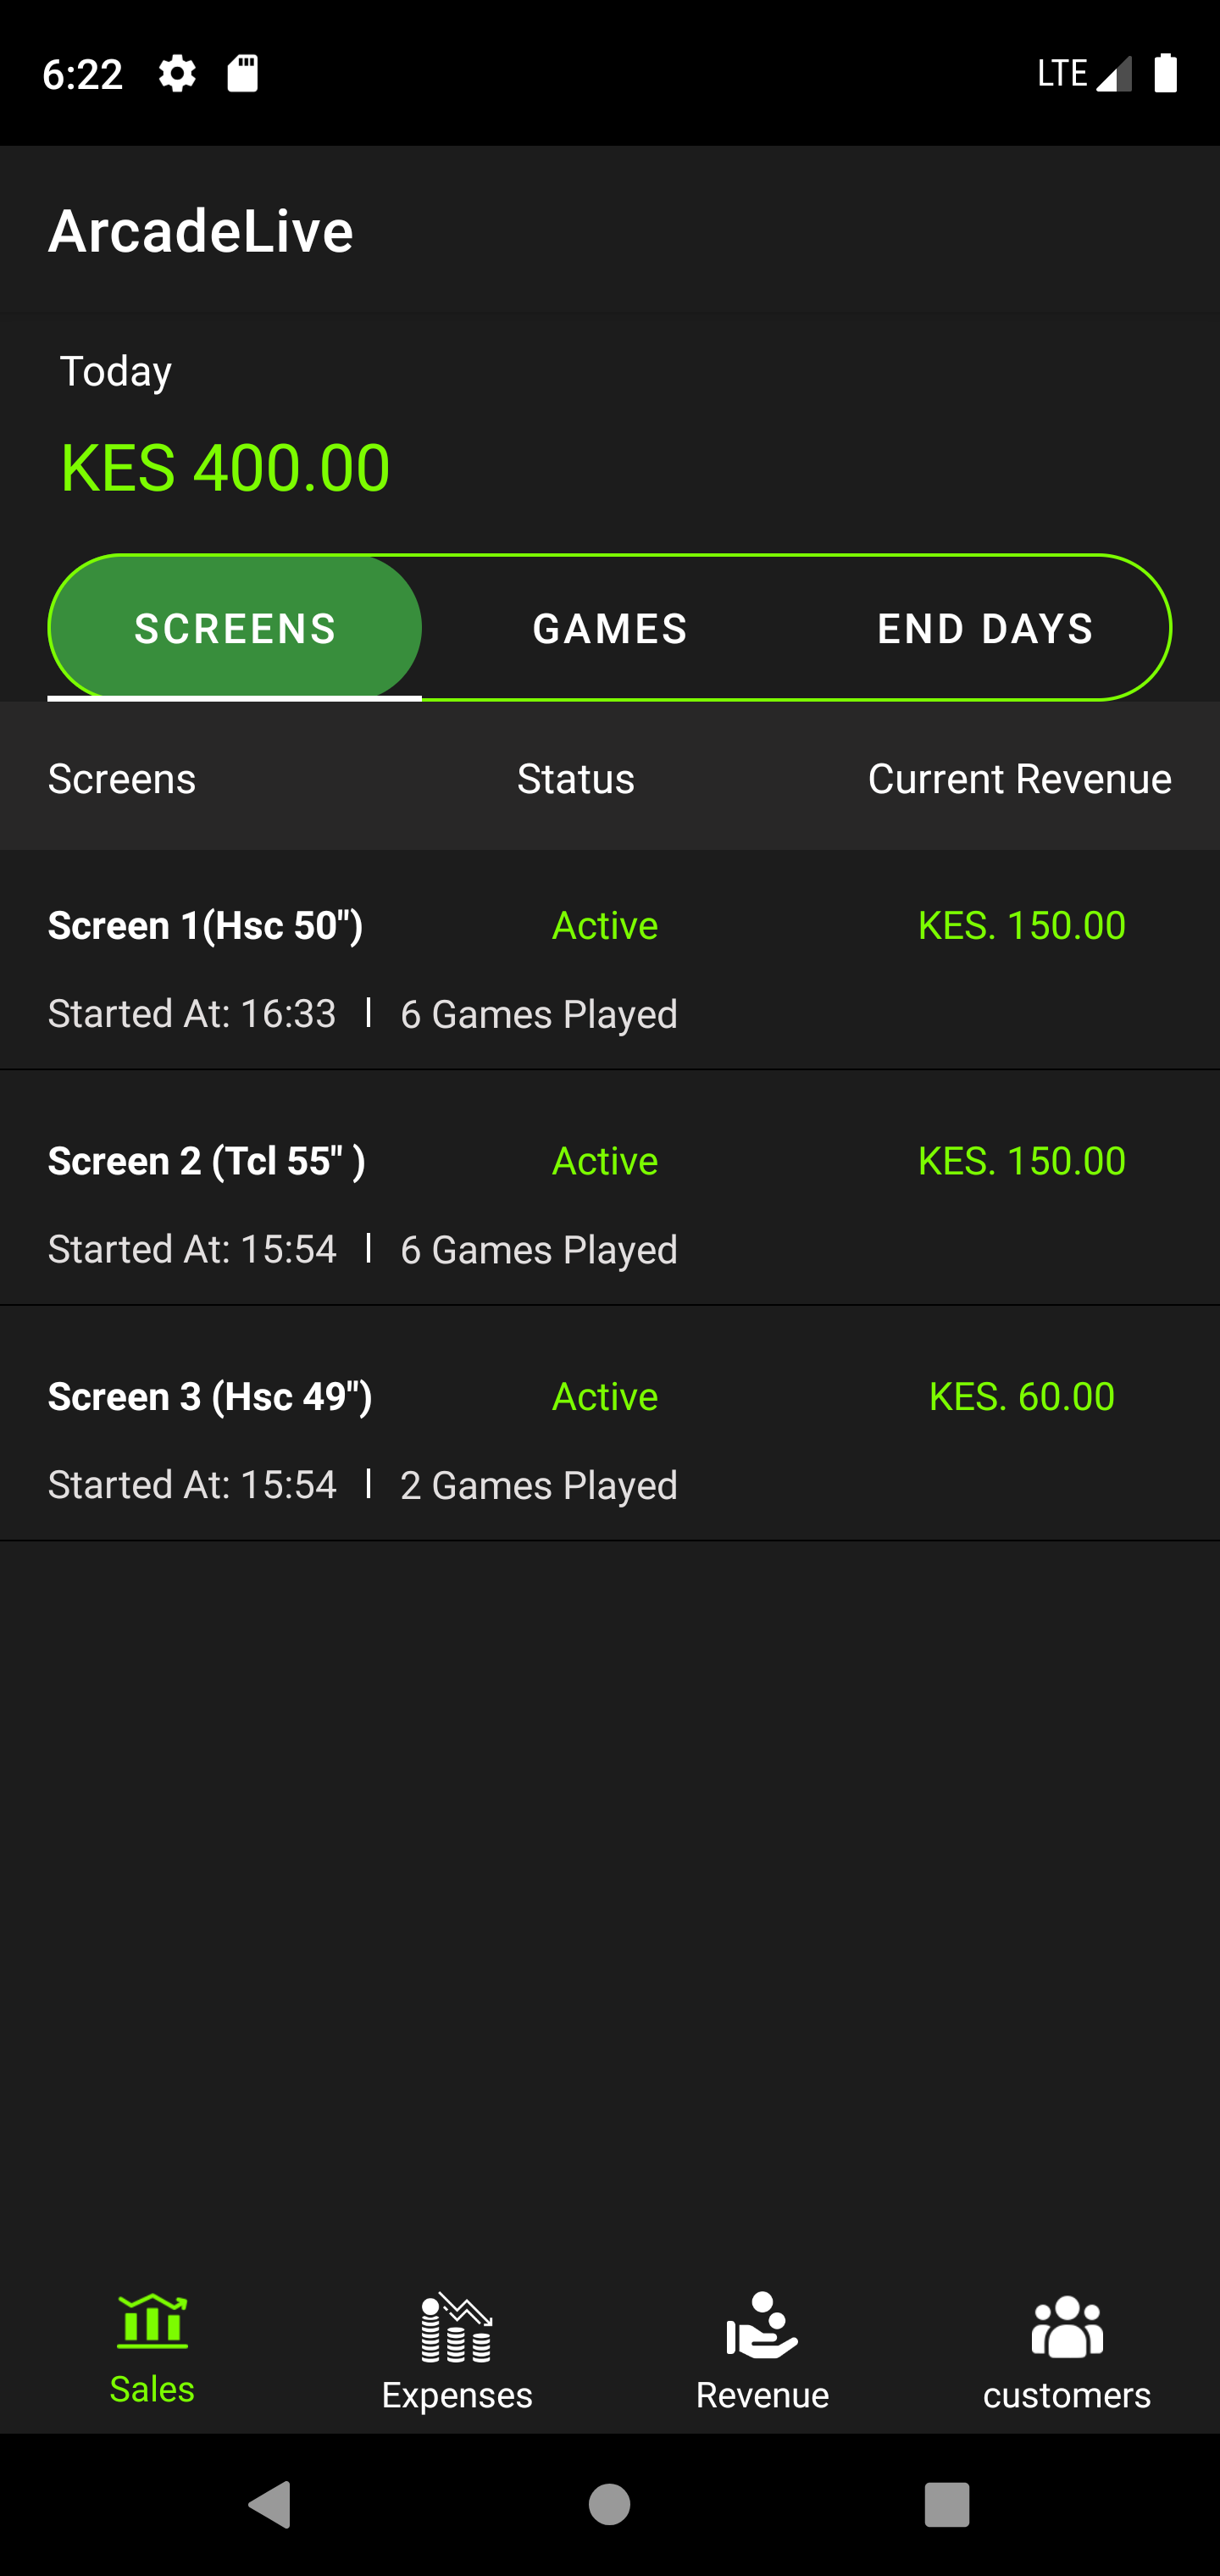 6:22 LTE
ArcadeLive
Today
KES 400.00
SCREENS GAMES END DAYS
Screens Status Current Revenue
Screen 1(Hsc 50") Active KES. 150.00
Started At: 16:33 | 6 Games Played
Screen 2 (Tcl 55" ) Active KES. 150.00
Started At: 15:54 | 6 Games Played
Screen 3 (Hsc 49") Active KES. 60.00
Started At: 15:54 | 2 Games Played
Sales Expenses Revenue customers